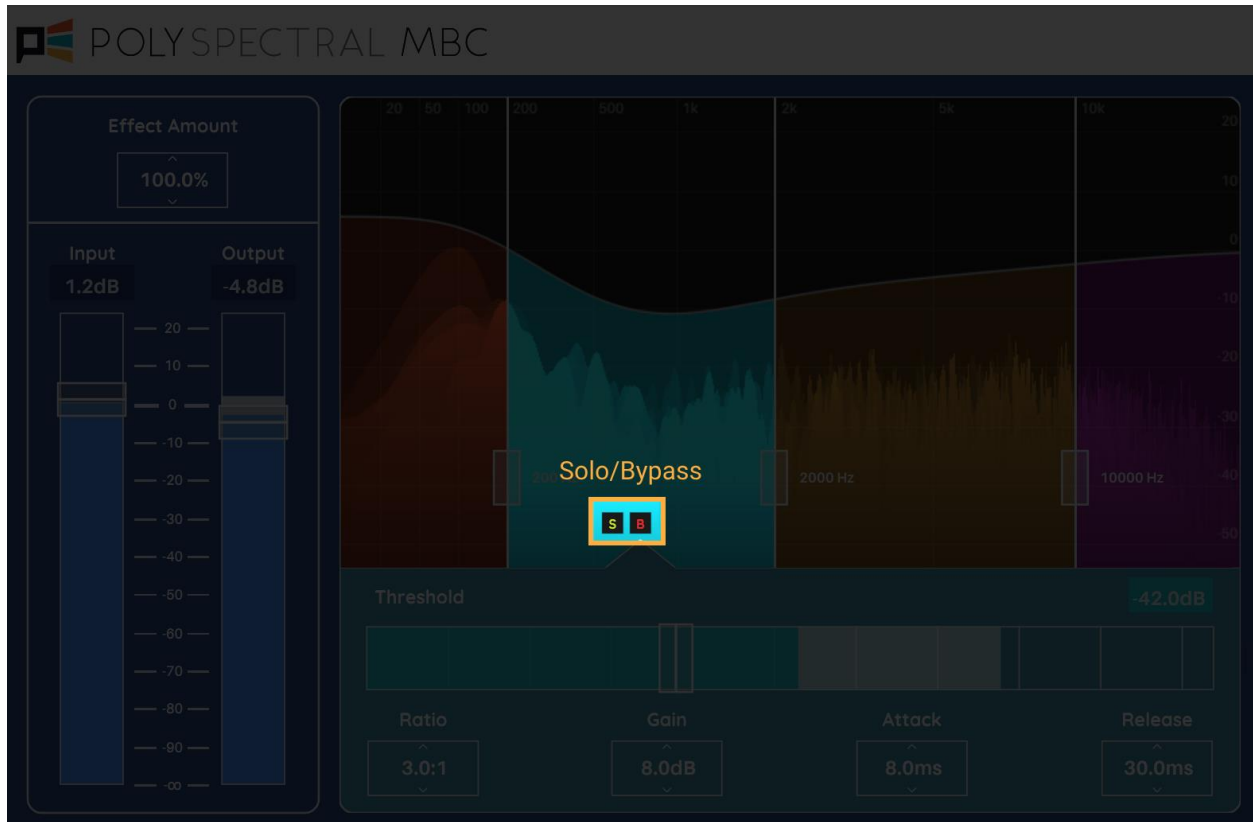 POLYSPECTRAL MBC
Effect Amount
100.0%
Input Output
1.2dB -4.8dB
20
10
0
-10
-20
-30
-40
-50
-60
-70
-80
-90
-∞
20 50 100 200 500 1k 2k 5k 10k
20
10
0
-10
-20
-30
-40
-50
Solo/Bypass
2000 Hz
10000 Hz
S B
Threshold -42.0dB
Ratio Gain Attack Release
3.0:1 8.0dB 8.0ms 30.0ms